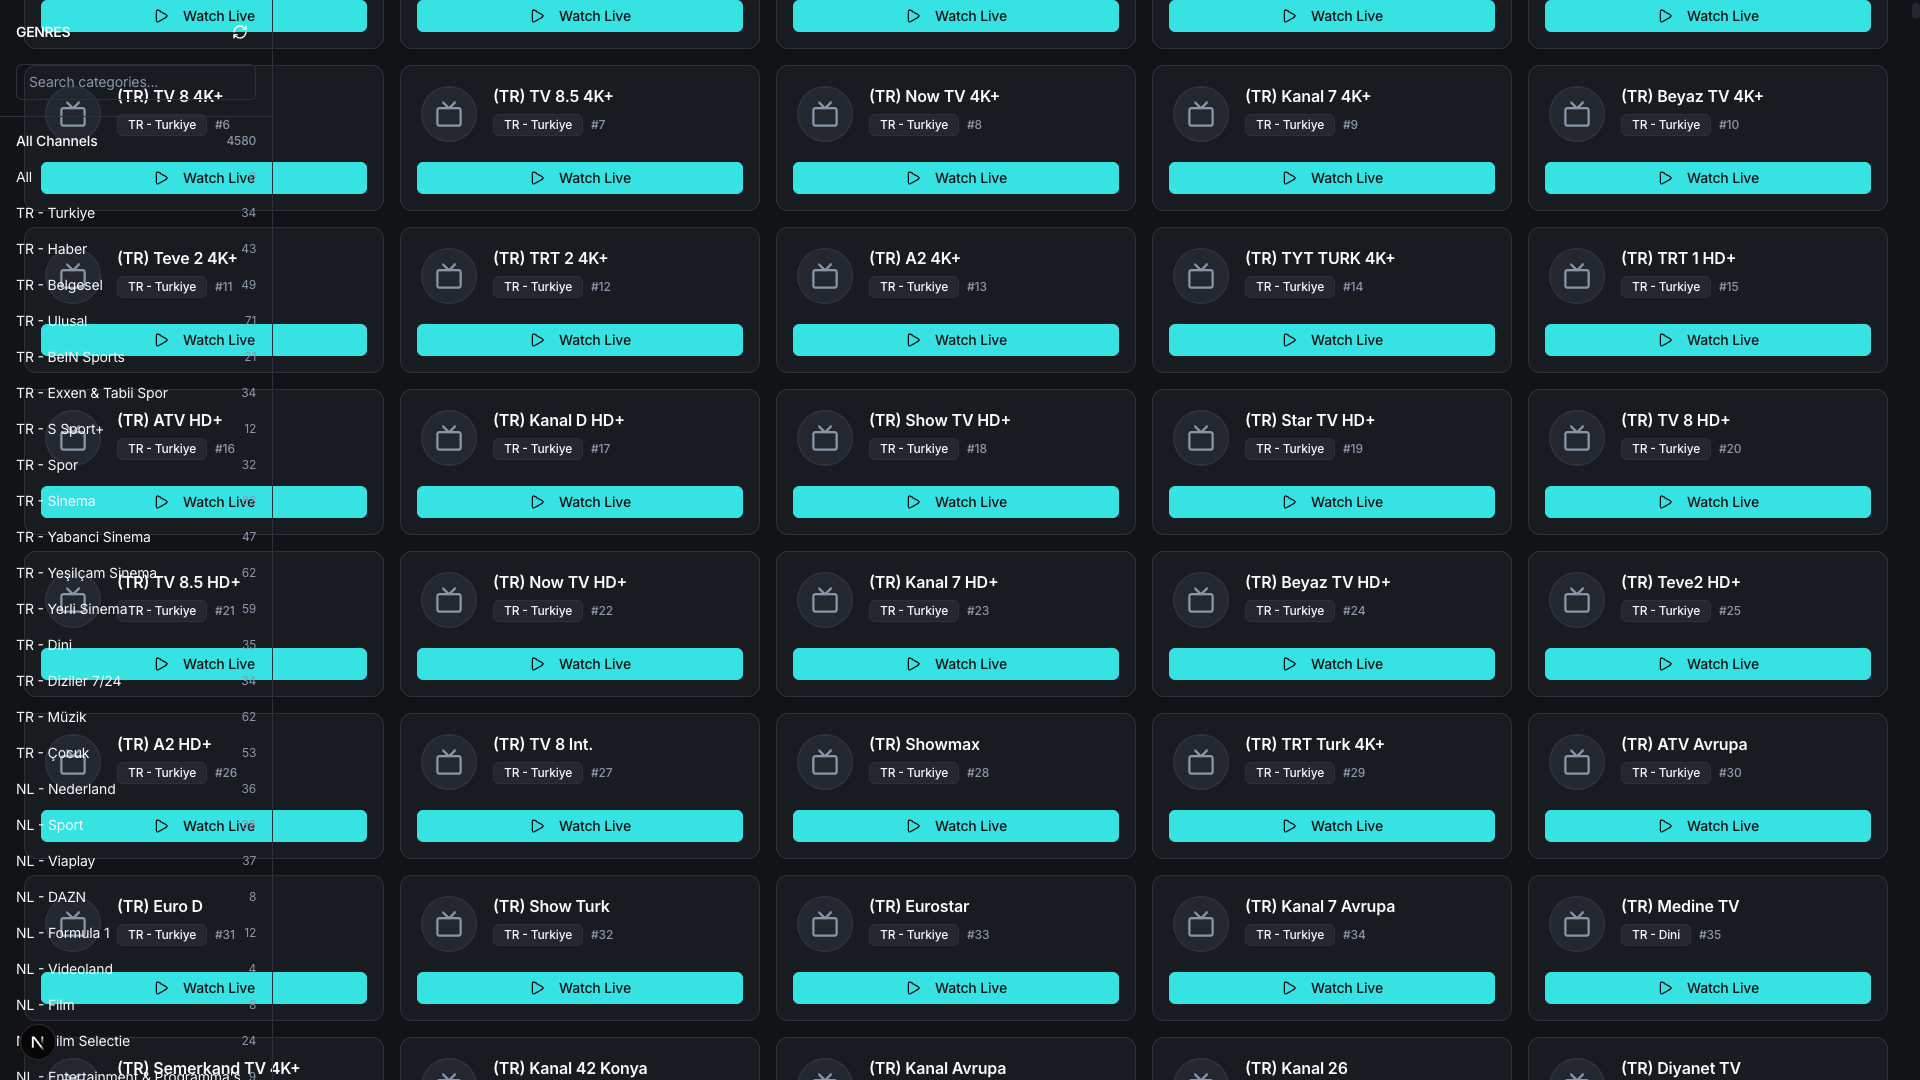 GENRES
Search categories...
All Channels 4580
All
TR - Turkiye 34
TR - Haber 43
TR - Belgesel 49
TR - Ulusal 71
TR - BeIN Sports 21
TR - Exxen & Tabii Spor 34
TR - S Sport+ 12
TR - Spor 32
TR - Sinema
TR - Yabanci Sinema 47
TR - Yeşilçam Sinema 62
TR - Yerli Sinema 59
TR - Dini 35
TR - Diziler 7/24 34
TR - Müzik 62
TR - Çocuk 53
NL - Nederland 36
NL - Sport
NL - Viaplay 37
NL - DAZN 8
NL - Formula 1 12
NL - Videoland 4
NL - Film 8
ilm Selectie 24
NL - Entertainment & Programma's 9
N
Watch Live
Watch Live
Watch Live
Watch Live
Watch Live
(TR) TV 8 4K+
TR - Turkiye #6
Watch Live
(TR) TV 8.5 4K+
TR - Turkiye #7
Watch Live
(TR) Now TV 4K+
TR - Turkiye #8
Watch Live
(TR) Kanal 7 4K+
TR - Turkiye #9
Watch Live
(TR) Beyaz TV 4K+
TR - Turkiye #10
Watch Live
(TR) Teve 2 4K+
TR - Turkiye #11
Watch Live
(TR) TRT 2 4K+
TR - Turkiye #12
Watch Live
(TR) A2 4K+
TR - Turkiye #13
Watch Live
(TR) TYT TURK 4K+
TR - Turkiye #14
Watch Live
(TR) TRT 1 HD+
TR - Turkiye #15
Watch Live
(TR) ATV HD+
TR - Turkiye #16
Watch Live
(TR) Kanal D HD+
TR - Turkiye #17
Watch Live
(TR) Show TV HD+
TR - Turkiye #18
Watch Live
(TR) Star TV HD+
TR - Turkiye #19
Watch Live
(TR) TV 8 HD+
TR - Turkiye #20
Watch Live
(TR) TV 8.5 HD+
TR - Turkiye #21
Watch Live
(TR) Now TV HD+
TR - Turkiye #22
Watch Live
(TR) Kanal 7 HD+
TR - Turkiye #23
Watch Live
(TR) Beyaz TV HD+
TR - Turkiye #24
Watch Live
(TR) Teve2 HD+
TR - Turkiye #25
Watch Live
(TR) A2 HD+
TR - Turkiye #26
Watch Live
(TR) TV 8 Int.
TR - Turkiye #27
Watch Live
(TR) Showmax
TR - Turkiye #28
Watch Live
(TR) TRT Turk 4K+
TR - Turkiye #29
Watch Live
(TR) ATV Avrupa
TR - Turkiye #30
Watch Live
(TR) Euro D
TR - Turkiye #31
Watch Live
(TR) Show Turk
TR - Turkiye #32
Watch Live
(TR) Eurostar
TR - Turkiye #33
Watch Live
(TR) Kanal 7 Avrupa
TR - Turkiye #34
Watch Live
(TR) Medine TV
TR - Dini #35
Watch Live
(TR) Semerkand TV 4K+
(TR) Kanal 42 Konya
(TR) Kanal Avrupa
(TR) Kanal 26
(TR) Diyanet TV